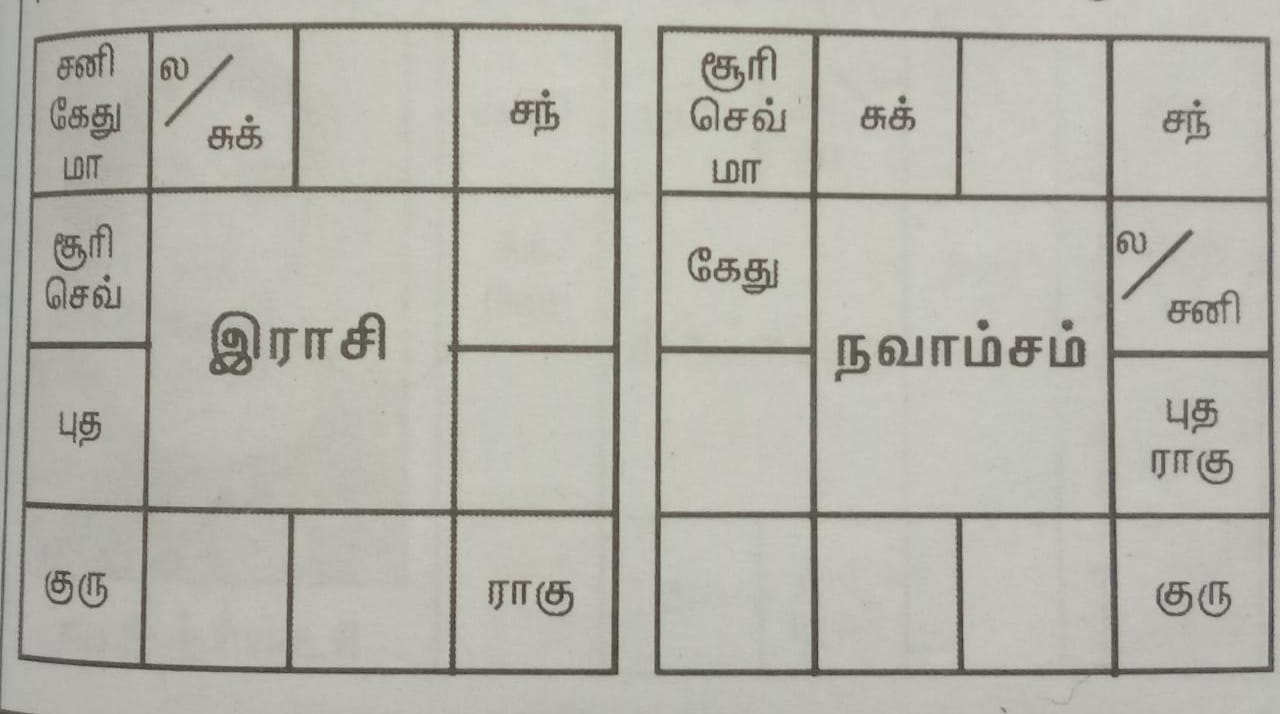 சனி
கேது
மா
ல
சுக்
சந்
சூரி
செவ்
இராசி
புத
குரு
ராகு
சூரி
செவ்
மா
சுக்
சந்
கேது
ல
சனி
நவாம்சம்
புத
ராகு
குரு